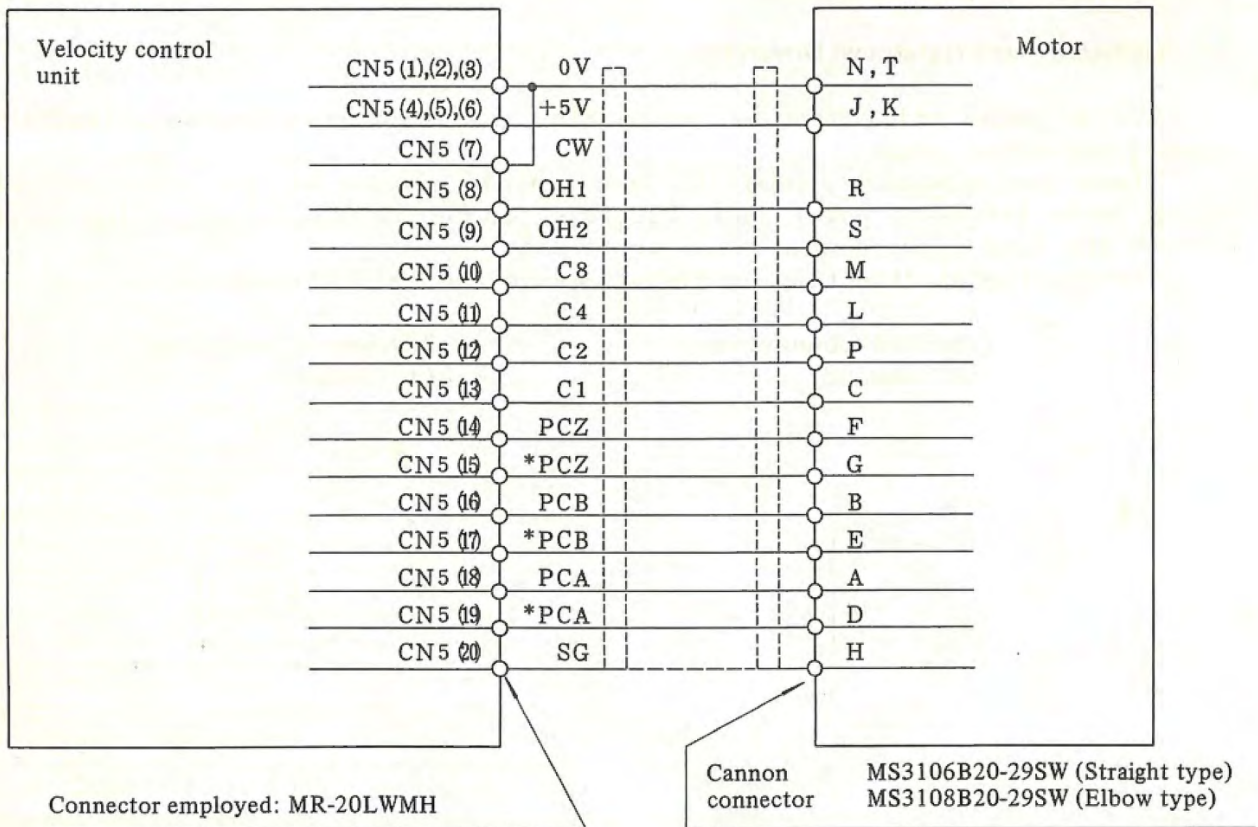 Velocity control
unit
Motor
CN5 (1),(2),(3) 0V N, T
CN5 (4),(5),(6) +5V J, K
CN5 (7) CW
CN5 (8) OH1 R
CN5 (9) OH2 S
CN5 (10) C8 M
CN5 (11) C4 L
CN5 (12) C2 P
CN5 (13) C1 C
CN5 (14) PCZ F
CN5 (15) *PCZ G
CN5 (16) PCB B
CN5 (17) *PCB E
CN5 (18) PCA A
CN5 (19) *PCA D
CN5 (20) SG H
Connector employed: MR-20LWMH
Cannon MS3106B20-29SW (Straight type)
connector MS3108B20-29SW (Elbow type)